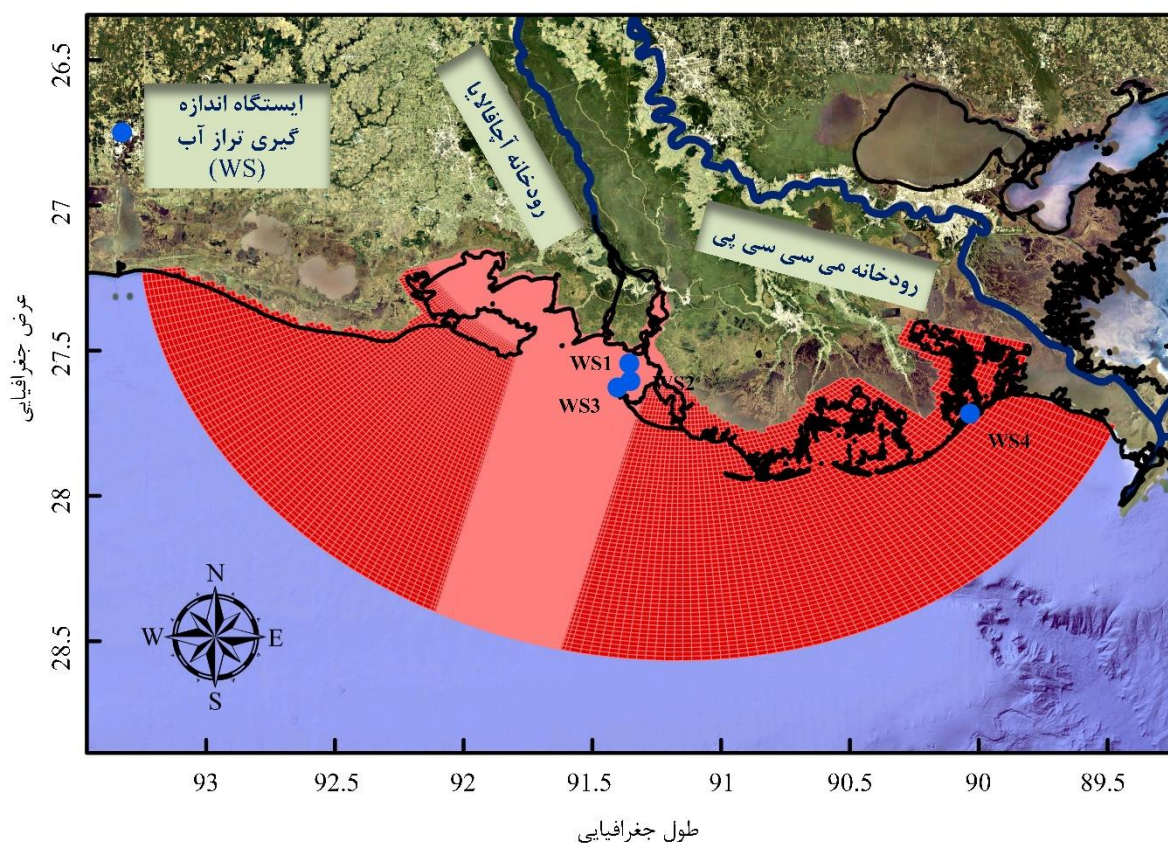 26.5
27
27.5
28
28.5
عرض جغرافیایی
ایستگاه اندازه
گیری تراز آب
(WS)
رودخانه آچافالایا
رودخانه می سی سی پی
WS1
WS2
WS3
WS4
N
W
E
S
93
92.5
92
91.5
91
90.5
90
89.5
طول جغرافیایی